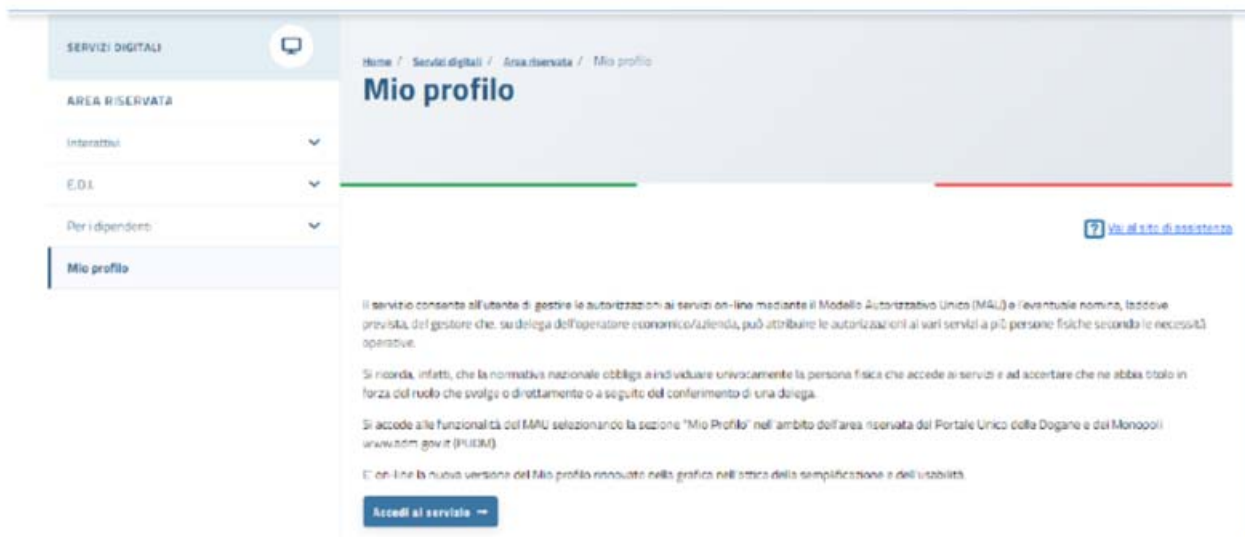 SERVIZI DIGITALI
Home / Servizi digitali / Area riservata / Mio profilo
Mio profilo
AREA RISERVATA
Interattivi
E.D.I.
Per i dipendenti
Mio profilo
? Vai al sito di assistenza
Il servizio consente all'utente di gestire le autorizzazioni ai servizi on-line mediante il Modello Autorizzativo Unico (MAU) e l'eventuale nomina, laddove
prevista, del gestore che, su delega dell'operatore economico/azienda, può attribuire le autorizzazioni ai vari servizi a più persone fisiche secondo le necessità
operative.
Si ricorda, infatti, che la normativa nazionale obbliga a individuare univocamente la persona fisica che accede ai servizi e ad accertare che ne abbia titolo in
forza del ruolo che svolge o direttamente o a seguito del conferimento di una delega.
Si accede alle funzionalità del MAU selezionando la sezione "Mio Profilo" nell'ambito dell'area riservata del Portale Unico delle Dogane e dei Monopoli
www.adm.gov.it (PUDM).
E' on-line la nuova versione del Mio profilo rinnovato nella grafica nell'ottica della semplificazione e dell'usabilità.
Accedi al servizio →